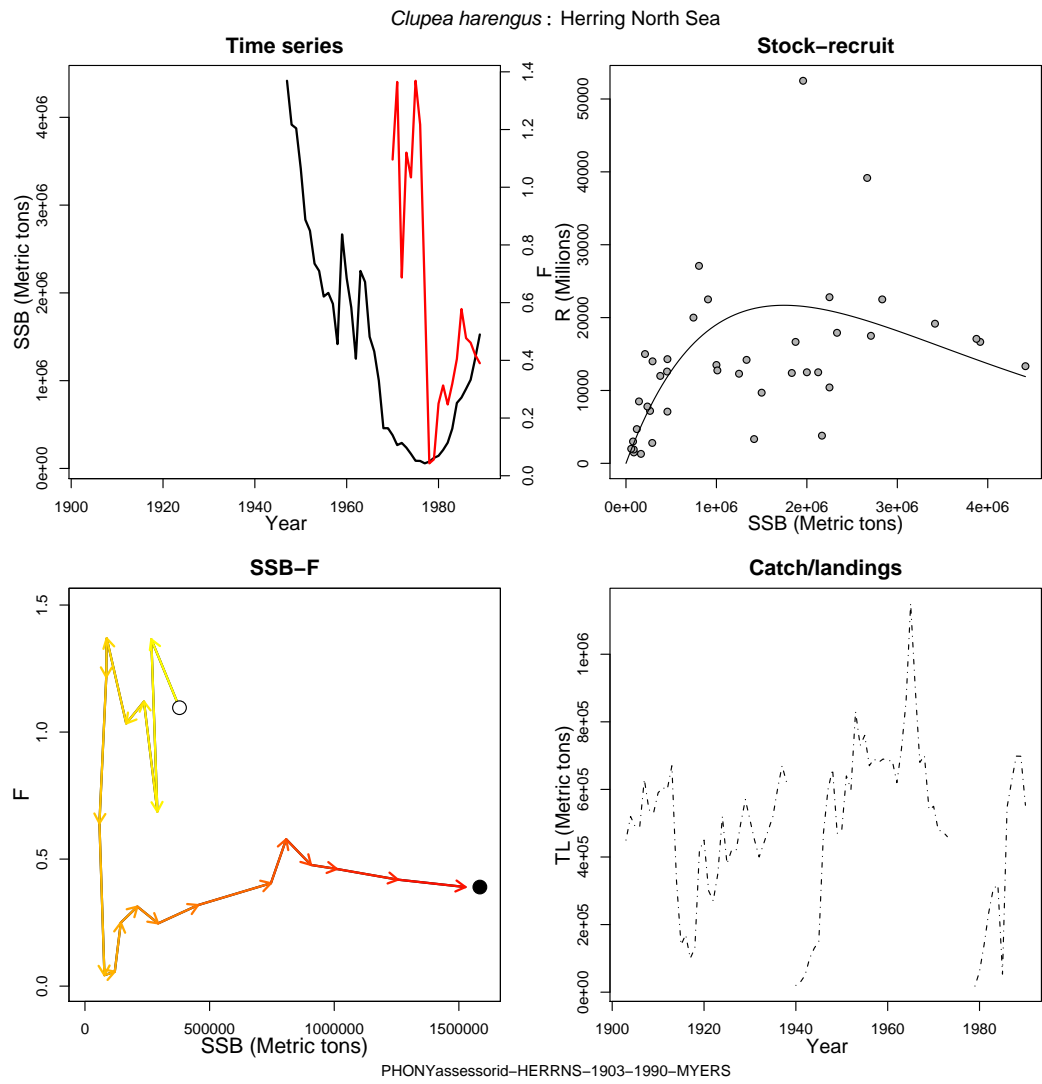 Clupea harengus : Herring North Sea
Time series
SSB (Metric tons)
0e+00 1e+06 2e+06 3e+06 4e+06
F
0.0 0.2 0.4 0.6 0.8 1.0 1.2 1.4
1900 1920 1940 1960 1980
Year
Stock−recruit
R (Millions)
0 10000 20000 30000 40000 50000
0e+00 1e+06 2e+06 3e+06 4e+06
SSB (Metric tons)
SSB−F
F
0.0 0.5 1.0 1.5
0 500000 1000000 1500000
SSB (Metric tons)
Catch/landings
TL (Metric tons)
0e+00 2e+05 4e+05 6e+05 8e+05 1e+06
1900 1920 1940 1960 1980
Year
PHONYassessorid−HERRNS−1903−1990−MYERS